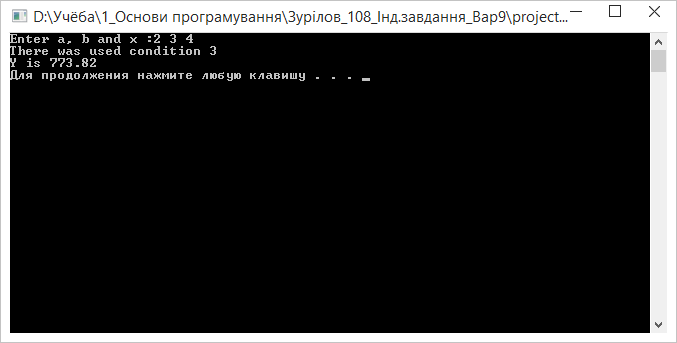 D:\Учёба\1_Основи програмування\Зурілов_108_Інд.завдання_Вар9\project...
Enter a, b and x :2 3 4
There was used condition 3
Y is 773.82
Для продолжения нажмите любую клавишу . . . _